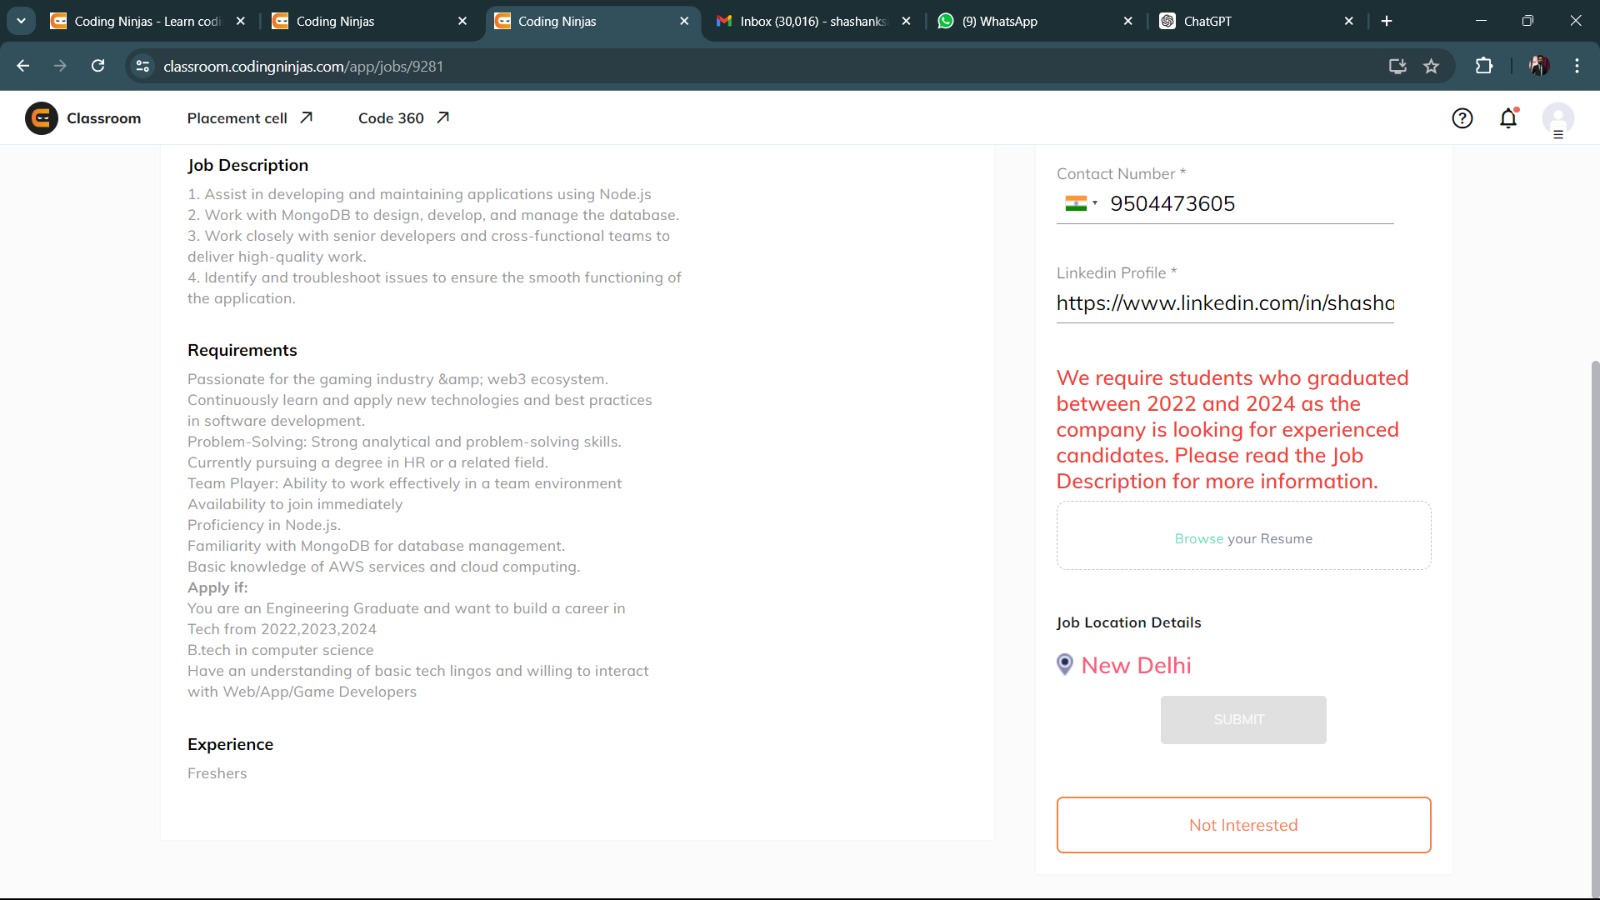 Coding Ninjas - Learn codi
Coding Ninjas
Coding Ninjas
Inbox (30,016) - shashanks
(9) WhatsApp
ChatGPT
classroom.codingninjas.com/app/jobs/9281
Classroom
Placement cell
Code 360
Job Description
1. Assist in developing and maintaining applications using Node.js
2. Work with MongoDB to design, develop, and manage the database.
3. Work closely with senior developers and cross-functional teams to
deliver high-quality work.
4. Identify and troubleshoot issues to ensure the smooth functioning of
the application.
Requirements
Passionate for the gaming industry &amp; web3 ecosystem.
Continuously learn and apply new technologies and best practices
in software development.
Problem-Solving: Strong analytical and problem-solving skills.
Currently pursuing a degree in HR or a related field.
Team Player: Ability to work effectively in a team environment
Availability to join immediately
Proficiency in Node.js.
Familiarity with MongoDB for database management.
Basic knowledge of AWS services and cloud computing.
Apply if:
You are an Engineering Graduate and want to build a career in
Tech from 2022,2023,2024
B.tech in computer science
Have an understanding of basic tech lingos and willing to interact
with Web/App/Game Developers
Experience
Freshers
Contact Number *
9504473605
Linkedin Profile *
https://www.linkedin.com/in/shasha
We require students who graduated
between 2022 and 2024 as the
company is looking for experienced
candidates. Please read the Job
Description for more information.
Browse your Resume
Job Location Details
New Delhi
SUBMIT
Not Interested